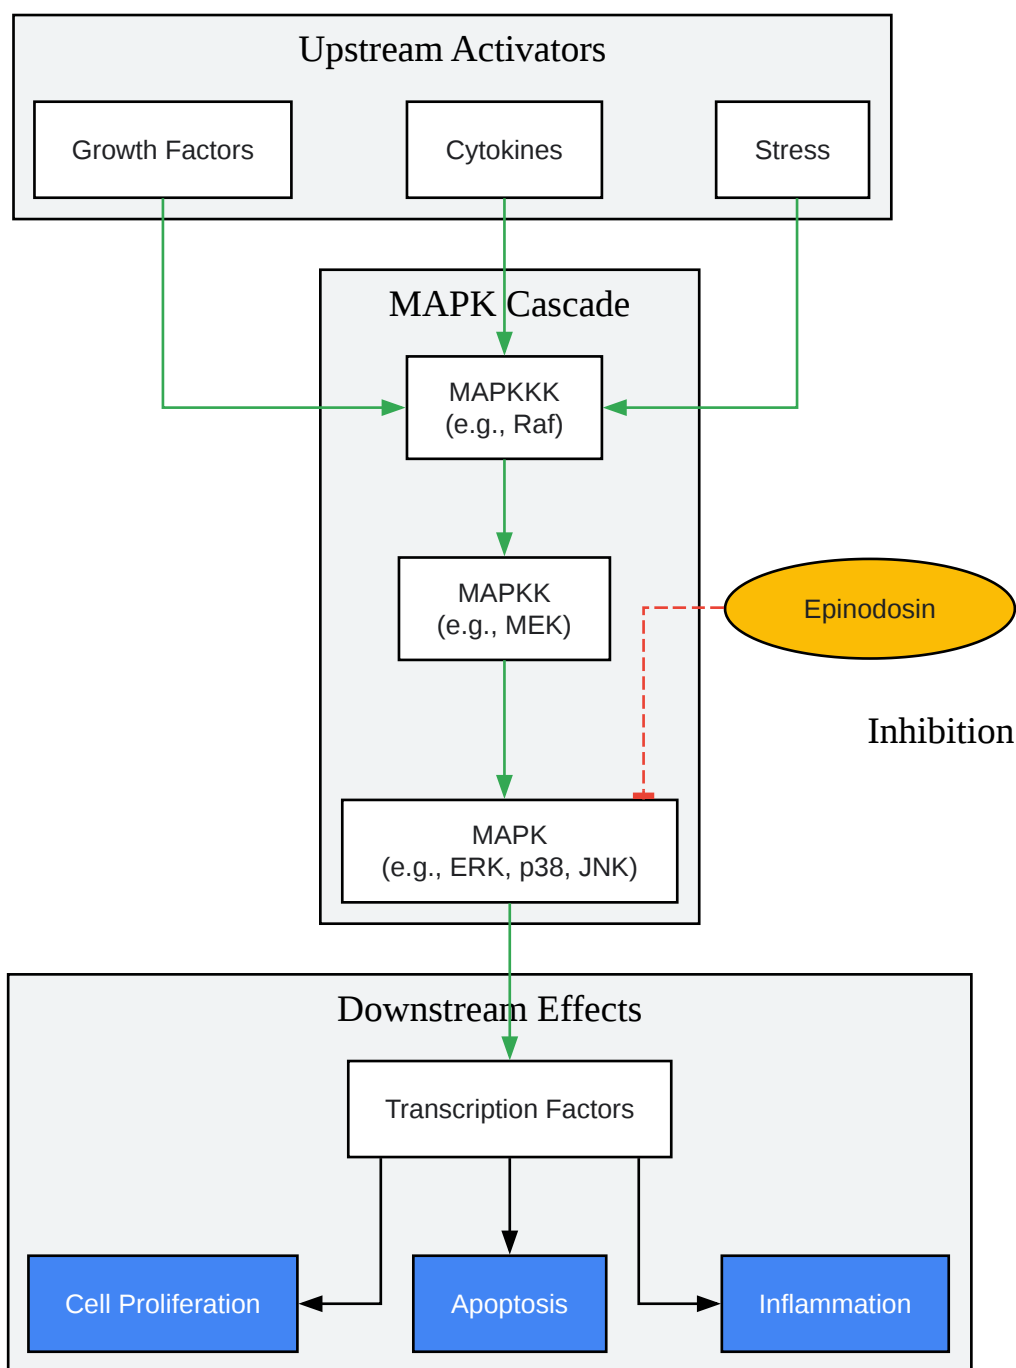 Upstream Activators
Growth Factors
Cytokines
Stress
MAPK Cascade
MAPKKK
(e.g., Raf)
MAPKK
(e.g., MEK)
Epinodosin
Inhibition
MAPK
(e.g., ERK, p38, JNK)
Downstream Effects
Transcription Factors
Cell Proliferation
Apoptosis
Inflammation